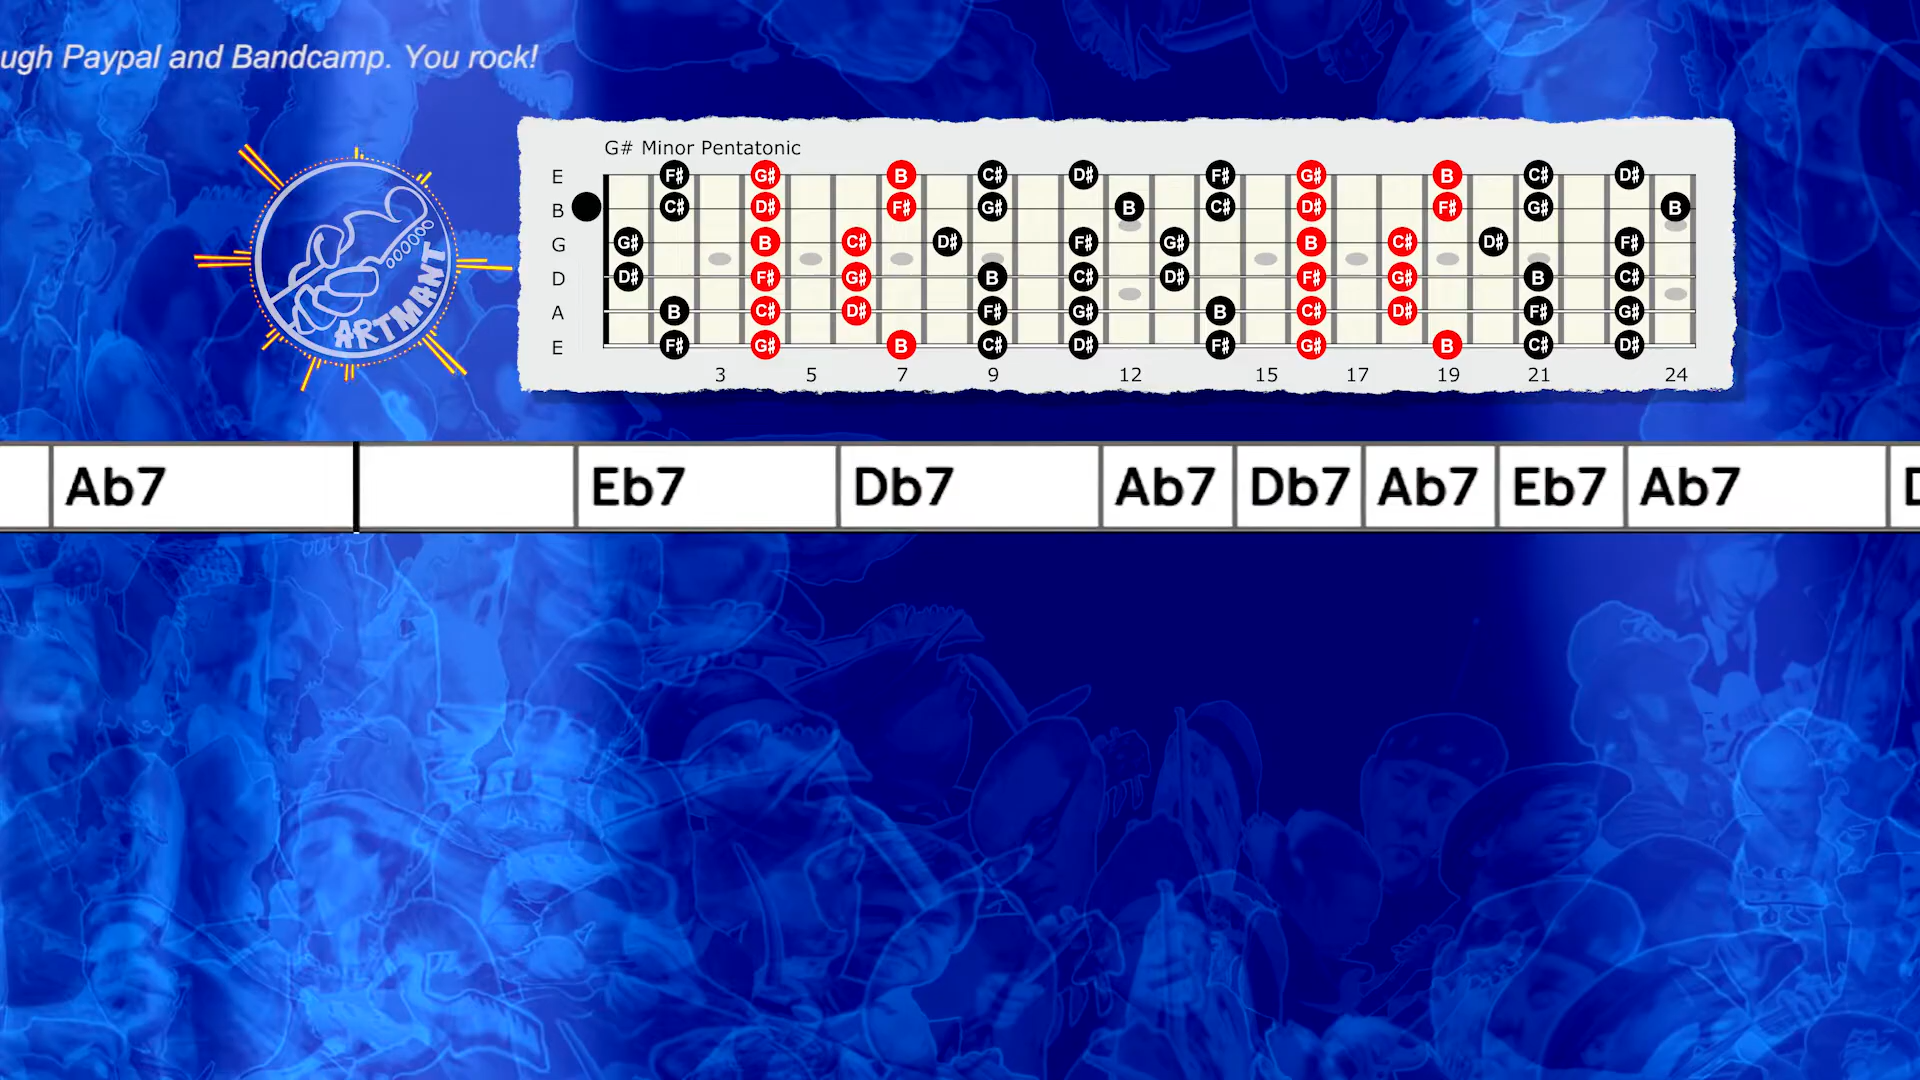 ugh Paypal and Bandcamp. You rock!
ARTMANT
G# Minor Pentatonic
E F# G# B C# D# F# G# B C# D#
B C# D# F# G# B C# D# F# G# B
G G# B C# D# F# G# B C# D# F#
D D# F# G# B C# D# F# G# B C#
A B C# D# F# G# B C# D# F# G#
E F# G# B C# D# F# G# B C# D#
3 5 7 9 12 15 17 19 21 24
Ab7 Eb7 Db7 Ab7 Db7 Ab7 Eb7 Ab7